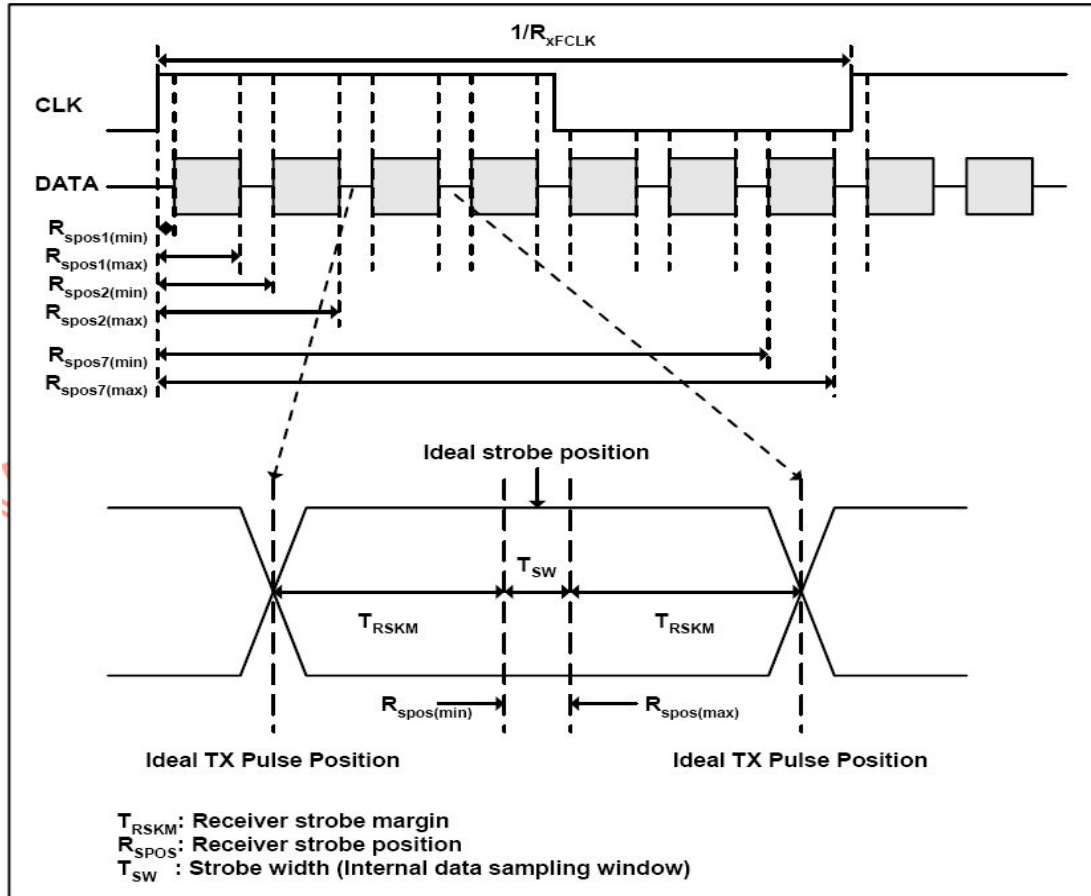 1/RxFCLK
CLK
DATA
Rspos1(min)
Rspos1(max)
Rspos2(min)
Rspos2(max)
Rspos7(min)
Rspos7(max)
Ideal strobe position
TSW
TRSKM TRSKM
Rspos(min) Rspos(max)
Ideal TX Pulse Position Ideal TX Pulse Position
TRSKM: Receiver strobe margin
RSPOS: Receiver strobe position
TSW : Strobe width (Internal data sampling window)